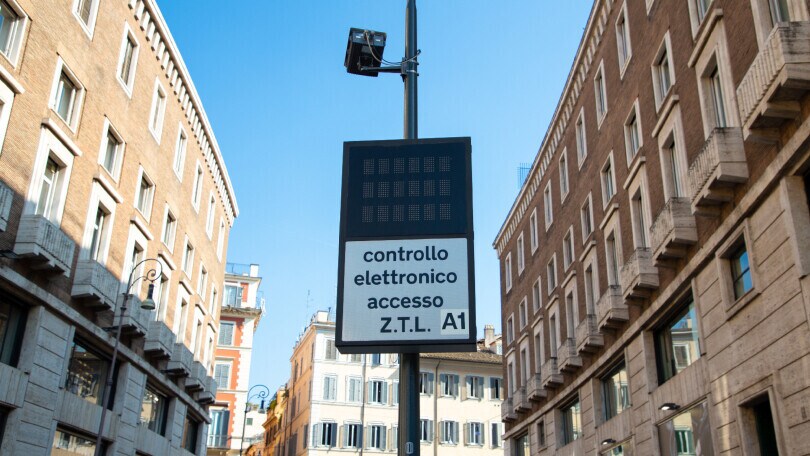 controllo
elettronico
accesso
Z.T.L. A1